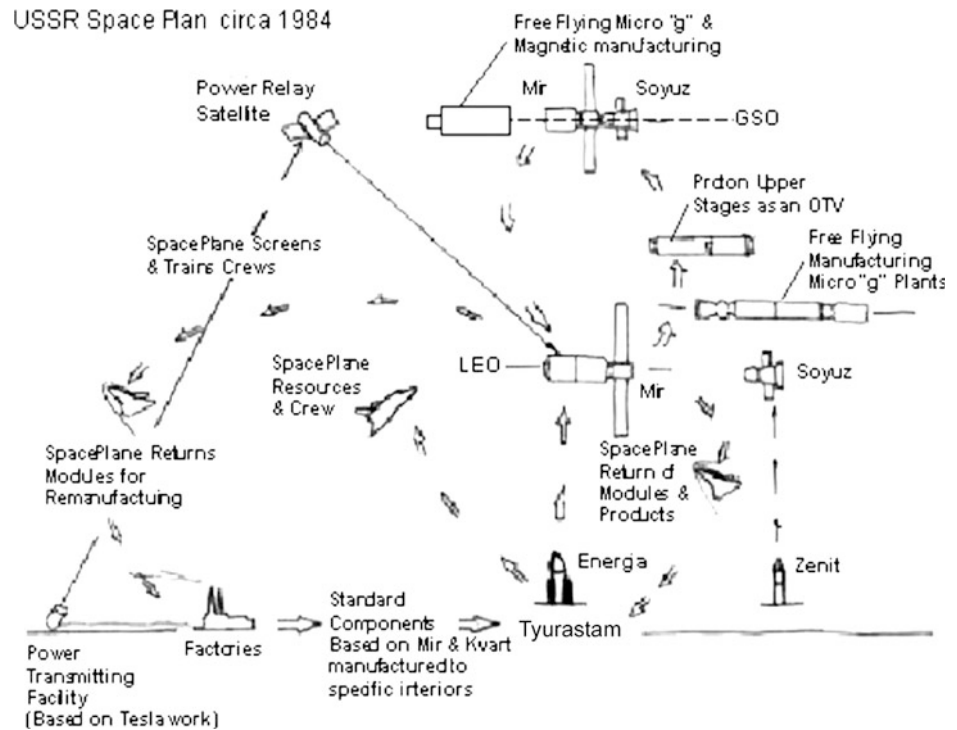 USSR Space Plan circa 1984
Free Flying Micro "g" &
Magnetic manufacturing
Mir
Soyuz
GSO
Power Relay
Satellite
Proton Upper
Stages as an OTV
Free Flying
Manufacturing
Micro "g" Plants
SpacePlane Screens
& Trains Crews
SpacePlane
Resources
& Crew
LEO
Mir
Soyuz
SpacePlane Returns
Modules for
Remanufactuing
SpacePlane
Return of
Modules &
Products
Energia
Zenit
Tyurastam
Factories
Standard
Components
Based on Mir & Kvart
manufactured to
specific iteriors
Power
Transmitting
Facility
(Based on Tesla work)